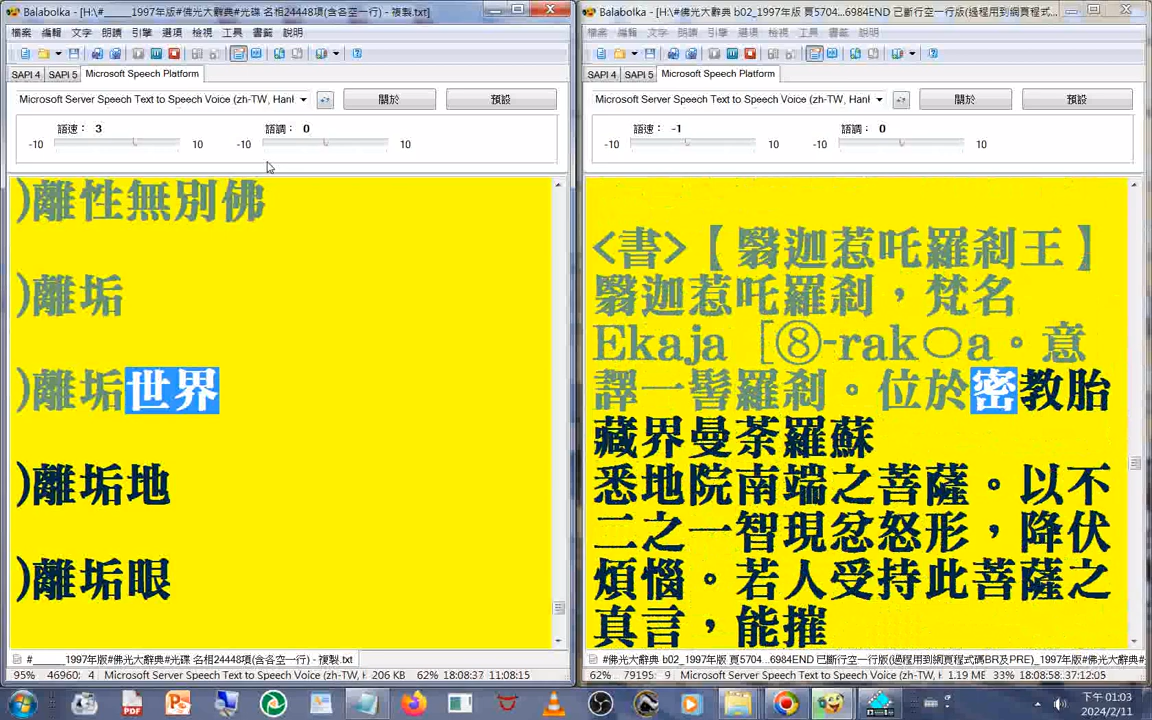 Balabolka - [H:\#_____1997年版#佛光大辭典#光碟 名相24448項(含各空一行) - 複製.txt]
檔案 編輯 文字 朗讀 引擎 選項 檢視 工具 書籤 說明
SAPI 4 SAPI 5 Microsoft Speech Platform
Microsoft Server Speech Text to Speech Voice (zh-TW, Hanl 關於 預設
語速： 3 語調： 0
-10 10 -10 10
)離性無別佛
)離垢
)離垢世界
)離垢地
)離垢眼
#_____1997年版#佛光大辭典#光碟 名相24448項(含各空一行) - 複製.txt
95% 46960: 4 Microsoft Server Speech Text to Speech Voice (zh-TW, 206 KB 62% 18:08:37 11:08:15
Balabolka - [H:\#佛光大辭典 b02_1997年版 頁5704...6984END 已斷行空一行版(過程用到網頁程式...
檔案 編輯 文字 朗讀 引擎 選項 檢視 工具 書籤 說明
SAPI 4 SAPI 5 Microsoft Speech Platform
Microsoft Server Speech Text to Speech Voice (zh-TW, Hanl 關於 預設
語速： -1 語調： 0
-10 10 -10 10
<書>【翳迦惹吒羅剎王】
翳迦惹吒羅剎，梵名
Ekaja［⑧-rak○a。意
譯一髻羅剎。位於密教胎
藏界曼荼羅蘇
悉地院南端之菩薩。以不
二之一智現忿怒形，降伏
煩惱。若人受持此菩薩之
真言，能摧
#佛光大辭典 b02_1997年版 頁5704...6984END 已斷行空一行版(過程用到網頁程式碼BR及PRE)_1997年版#
62% 79195: 9 Microsoft Server Speech Text to Speech Voice (zh-TW, 1.19 ME 33% 18:08:58 37:12:05
下午 01:03
2024/2/11